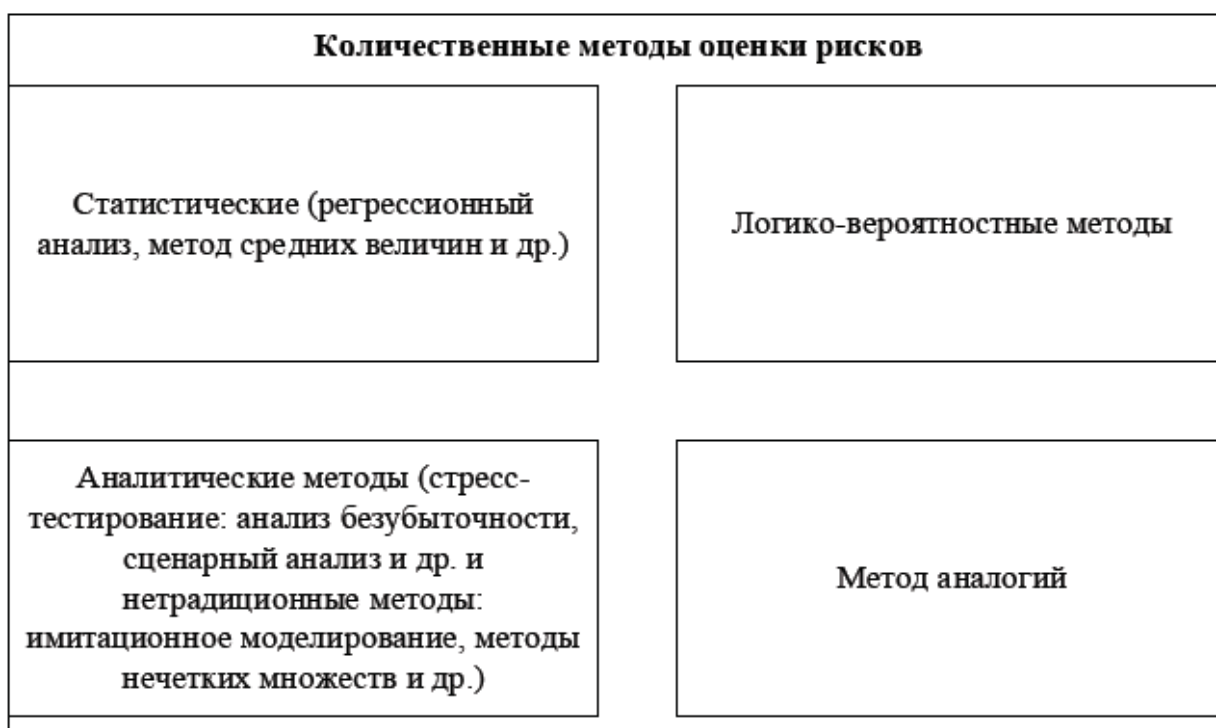 Количественные методы оценки рисков
Статистические (регрессионный
анализ, метод средних величин и др.)
Логико-вероятностные методы
Аналитические методы (стресс-
тестирование: анализ безубыточности,
сценарный анализ и др. и
нетрадиционные методы:
имитационное моделирование, методы
нечетких множеств и др.)
Метод аналогий